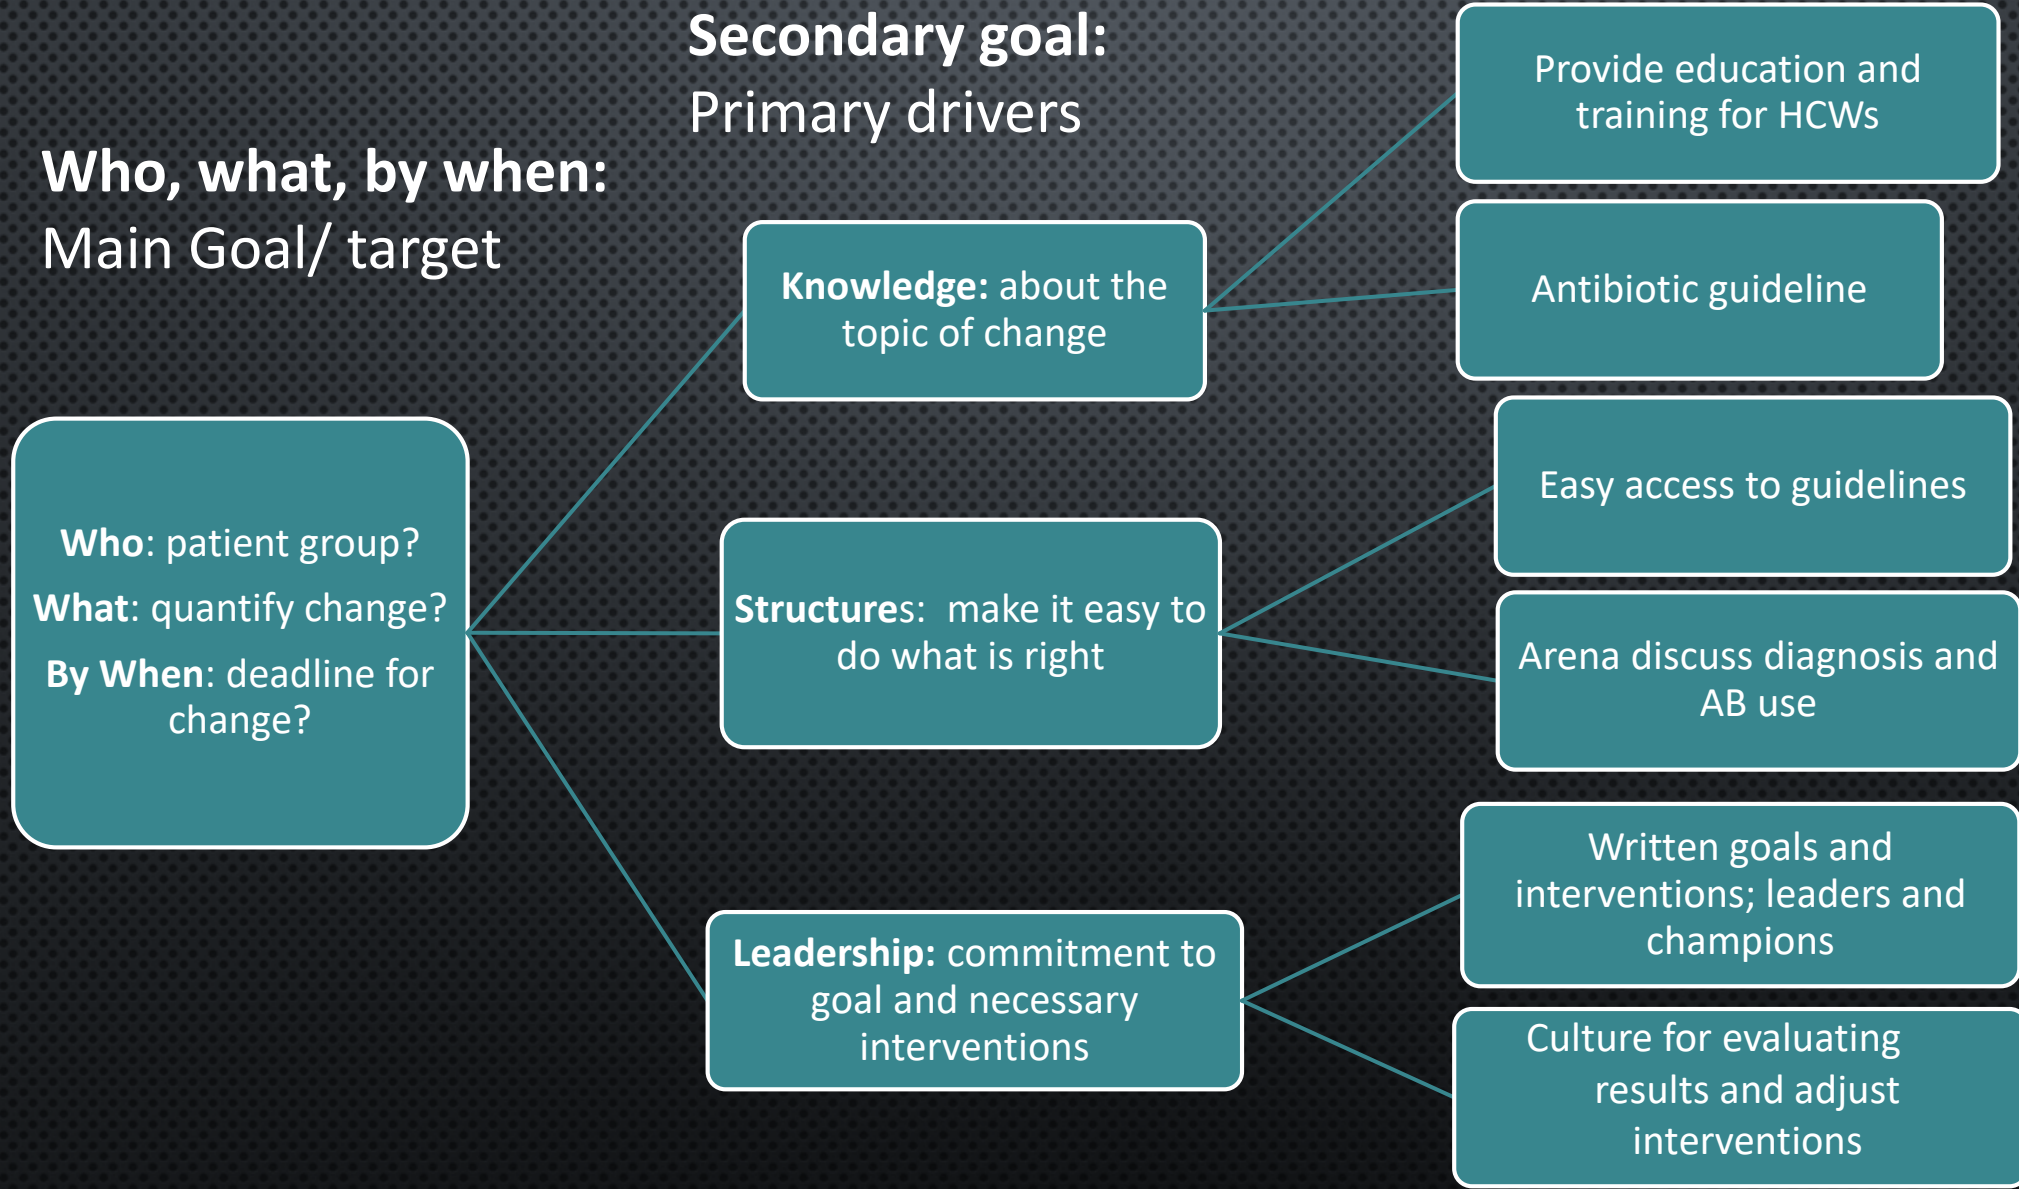 Who, what, by when:
Main Goal/ target
Who: patient group?
What: quantify change?
By When: deadline for
change?
Secondary goal:
Primary drivers
Knowledge: about the
topic of change
Structures:  make it easy to
do what is right
Leadership: commitment to
goal and necessary
interventions
Provide education and
training for HCWs
Antibiotic guideline
Easy access to guidelines
Arena discuss diagnosis and
AB use
Written goals and
interventions; leaders and
champions
Culture for evaluating
results and adjust
interventions